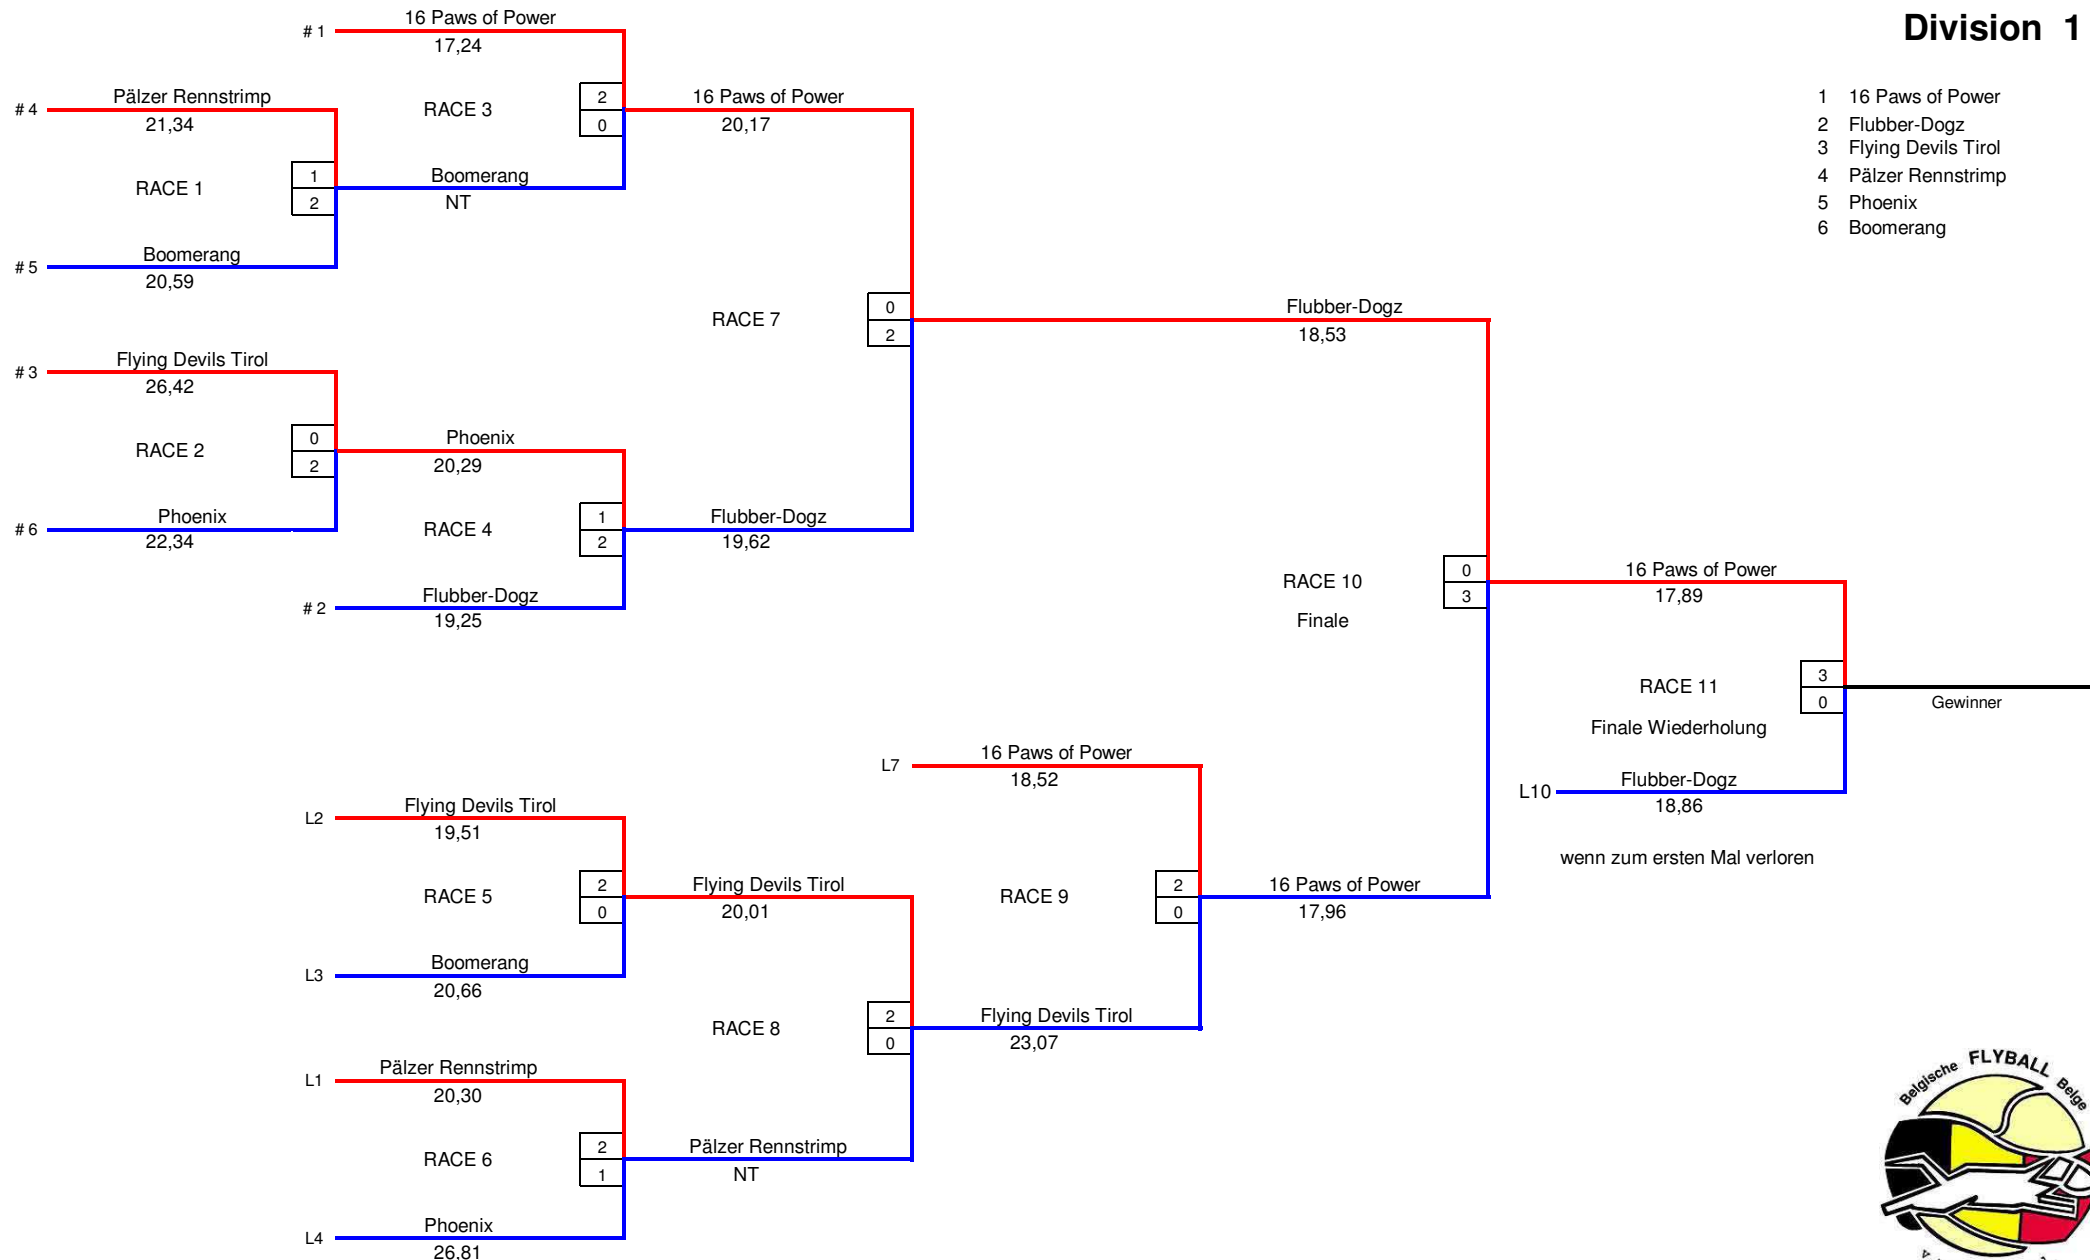 Division 1
1 16 Paws of Power
2 Flubber-Dogz
3 Flying Devils Tirol
4 Pälzer Rennstrimp
5 Phoenix
6 Boomerang
# 1 16 Paws of Power
17,24
# 4 Pälzer Rennstrimp
21,34
RACE 1
1
2
# 5 Boomerang
20,59
RACE 3
2
0
Boomerang
NT
16 Paws of Power
20,17
# 3 Flying Devils Tirol
26,42
RACE 2
0
2
# 6 Phoenix
22,34
Phoenix
20,29
RACE 4
1
2
# 2 Flubber-Dogz
19,25
Flubber-Dogz
19,62
RACE 7
0
2
Flubber-Dogz
18,53
RACE 10
0
3
Finale
16 Paws of Power
17,89
RACE 11
3
0
Finale Wiederholung
Gewinner
L10 Flubber-Dogz
18,86
wenn zum ersten Mal verloren
L7 16 Paws of Power
18,52
RACE 9
2
0
16 Paws of Power
17,96
L2 Flying Devils Tirol
19,51
RACE 5
2
0
L3 Boomerang
20,66
Flying Devils Tirol
20,01
RACE 8
2
0
Flying Devils Tirol
23,07
L1 Pälzer Rennstrimp
20,30
RACE 6
2
1
L4 Phoenix
26,81
Pälzer Rennstrimp
NT
Belgische FLYBALL Belge